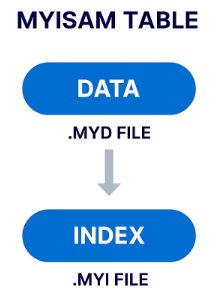 MYISAM TABLE
DATA
.MYD FILE
INDEX
.MYI FILE